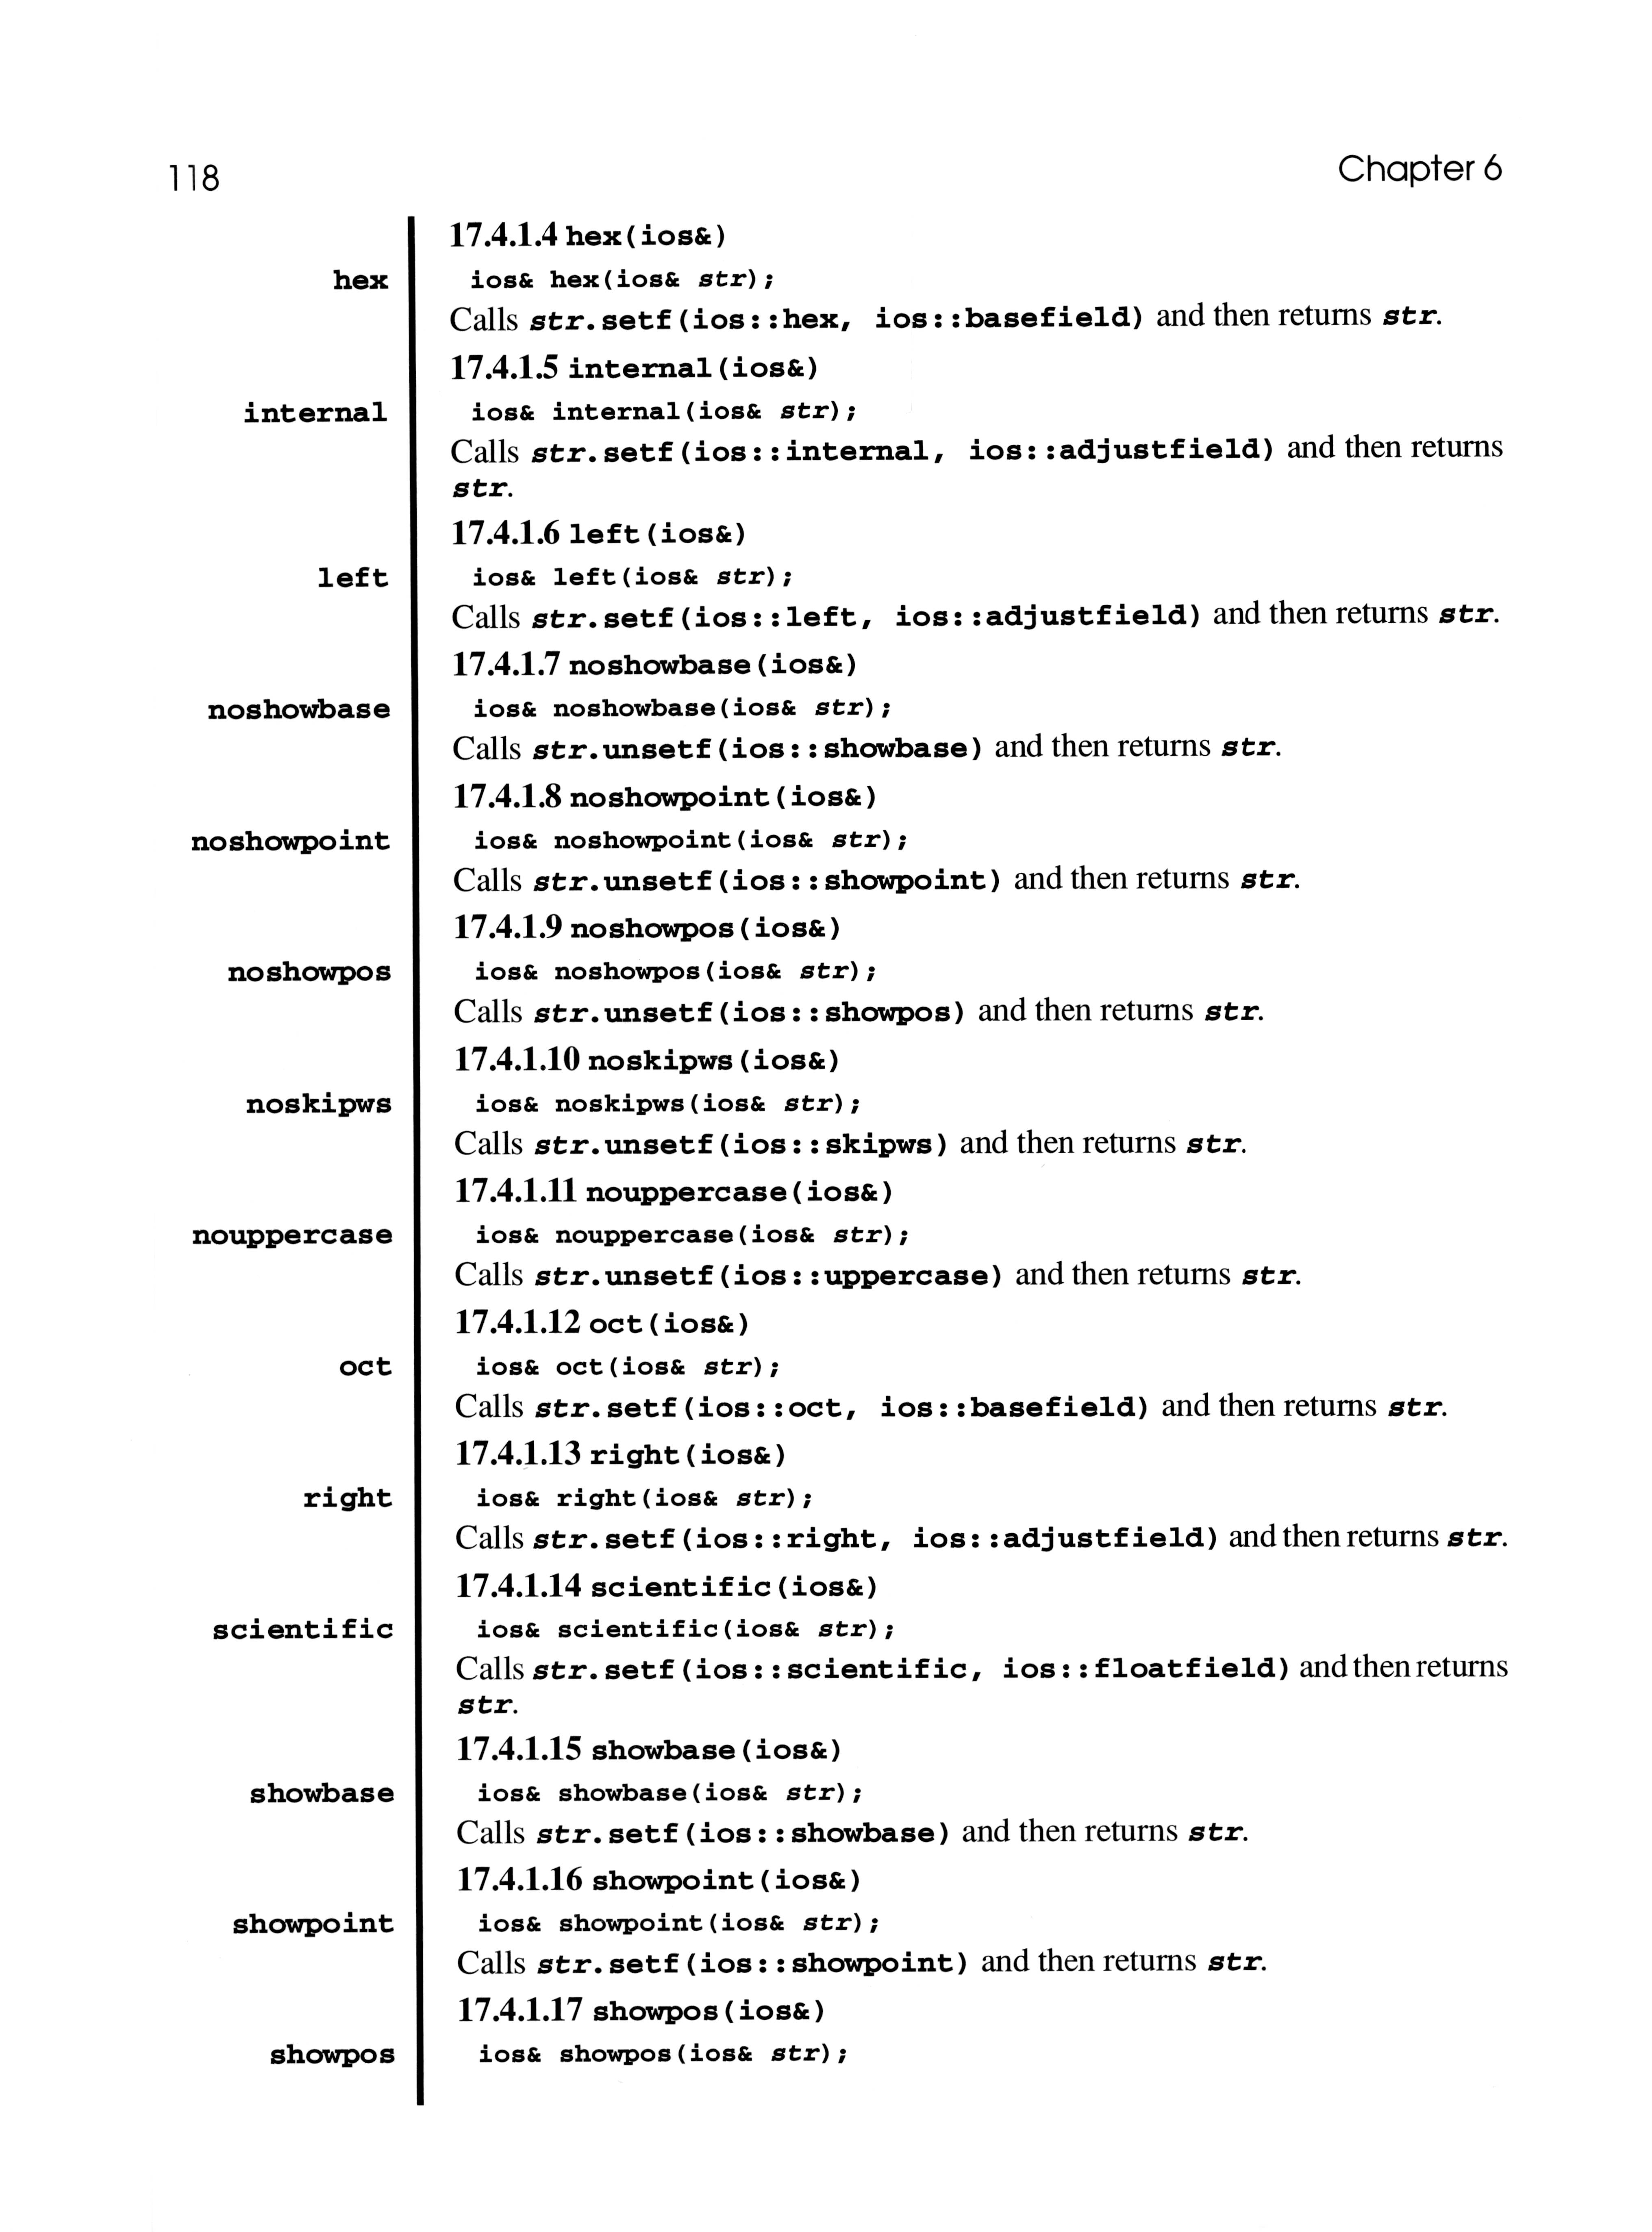 118
Chapter 6
17.4.1.4 hex(ios&)
hex
ios& hex(ios& str);
Calls str.setf(ios::hex, ios::basefield) and then returns str.
17.4.1.5 internal(ios&)
internal
ios& internal(ios& str);
Calls str.setf(ios::internal, ios::adjustfield) and then returns
str.
17.4.1.6 left(ios&)
left
ios& left(ios& str);
Calls str.setf(ios::left, ios::adjustfield) and then returns str.
17.4.1.7 noshowbase(ios&)
noshowbase
ios& noshowbase(ios& str);
Calls str.unsetf(ios::showbase) and then returns str.
17.4.1.8 noshowpoint(ios&)
noshowpoint
ios& noshowpoint(ios& str);
Calls str.unsetf(ios::showpoint) and then returns str.
17.4.1.9 noshowpos(ios&)
noshowpos
ios& noshowpos(ios& str);
Calls str.unsetf(ios::showpos) and then returns str.
17.4.1.10 noskipws(ios&)
noskipws
ios& noskipws(ios& str);
Calls str.unsetf(ios::skipws) and then returns str.
17.4.1.11 nouppercase(ios&)
nouppercase
ios& nouppercase(ios& str);
Calls str.unsetf(ios::uppercase) and then returns str.
17.4.1.12 oct(ios&)
oct
ios& oct(ios& str);
Calls str.setf(ios::oct, ios::basefield) and then returns str.
17.4.1.13 right(ios&)
right
ios& right(ios& str);
Calls str.setf(ios::right, ios::adjustfield) and then returns str.
17.4.1.14 scientific(ios&)
scientific
ios& scientific(ios& str);
Calls str.setf(ios::scientific, ios::floatfield) and then returns
str.
17.4.1.15 showbase(ios&)
showbase
ios& showbase(ios& str);
Calls str.setf(ios::showbase) and then returns str.
17.4.1.16 showpoint(ios&)
showpoint
ios& showpoint(ios& str);
Calls str.setf(ios::showpoint) and then returns str.
17.4.1.17 showpos(ios&)
showpos
ios& showpos(ios& str);